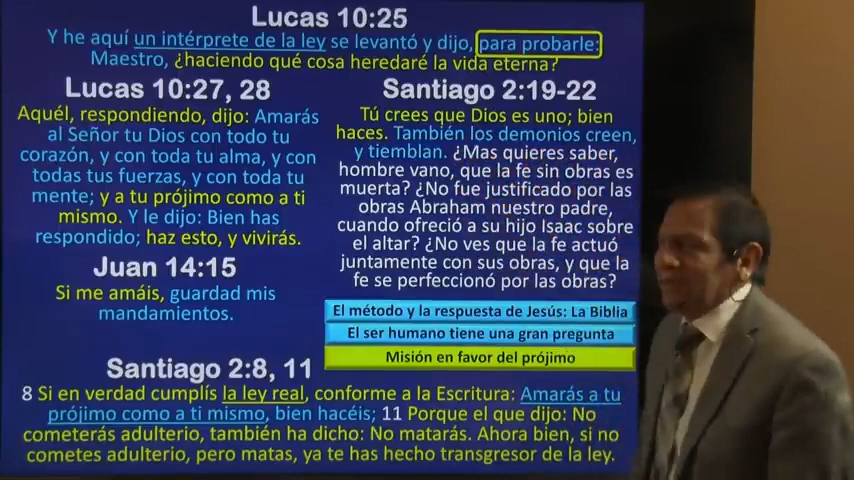 Lucas 10:25
Y he aquí un intérprete de la ley se levantó y dijo, para probarle:
Maestro, ¿haciendo qué cosa heredaré la vida eterna?
Lucas 10:27, 28
Aquél, respondiendo, dijo: Amarás
al Señor tu Dios con todo tu
corazón, y con toda tu alma, y con
todas tus fuerzas, y con toda tu
mente; y a tu prójimo como a ti
mismo. Y le dijo: Bien has
respondido; haz esto, y vivirás.
Juan 14:15
Si me amáis, guardad mis
mandamientos.
Santiago 2:19-22
Tú crees que Dios es uno; bien
haces. También los demonios creen,
y tiemblan. ¿Mas quieres saber,
hombre vano, que la fe sin obras es
muerta? ¿No fue justificado por las
obras Abraham nuestro padre,
cuando ofreció a su hijo Isaac sobre
el altar? ¿No ves que la fe actuó
juntamente con sus obras, y que la
fe se perfeccionó por las obras?
El método y la respuesta de Jesús: La Biblia
El ser humano tiene una gran pregunta
Misión en favor del prójimo
Santiago 2:8, 11
8 Si en verdad cumplís la ley real, conforme a la Escritura: Amarás a tu
prójimo como a ti mismo, bien hacéis; 11 Porque el que dijo: No
cometerás adulterio, también ha dicho: No matarás. Ahora bien, si no
cometes adulterio, pero matas, ya te has hecho transgresor de la ley.